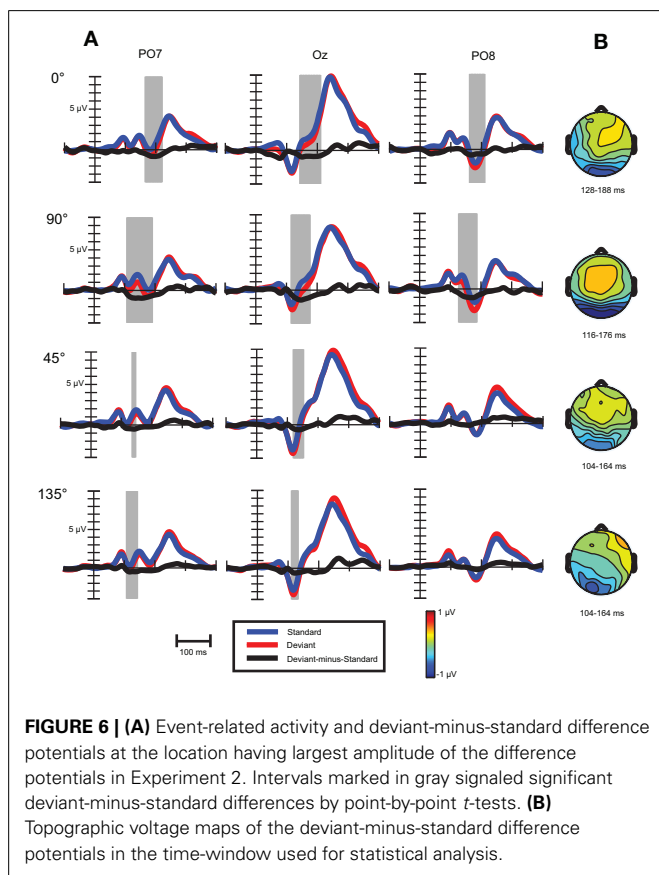 A
B
PO7
Oz
PO8
0°
5 µV
128-188 ms
90°
5 µV
116-176 ms
45°
5 µV
104-164 ms
135°
5 µV
104-164 ms
100 ms
Standard
Deviant
Deviant-minus-Standard
1 µV
-1 µV
FIGURE 6 | (A) Event-related activity and deviant-minus-standard difference
potentials at the location having largest amplitude of the difference
potentials in Experiment 2. Intervals marked in gray signaled significant
deviant-minus-standard differences by point-by-point t-tests. (B)
Topographic voltage maps of the deviant-minus-standard difference
potentials in the time-window used for statistical analysis.